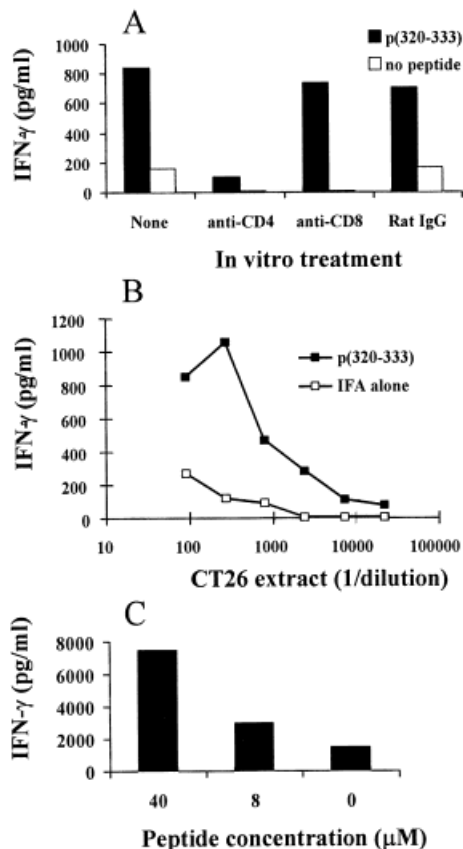 A
p(320-333)
no peptide
IFNγ (pg/ml)
1000
800
600
400
200
0
None anti-CD4 anti-CD8 Rat IgG
In vitro treatment
B
p(320-333)
IFA alone
IFNγ (pg/ml)
1200
1000
800
600
400
200
0
10 100 1000 10000 100000
CT26 extract (1/dilution)
C
IFN-γ (pg/ml)
8000
6000
4000
2000
0
40 8 0
Peptide concentration (μM)